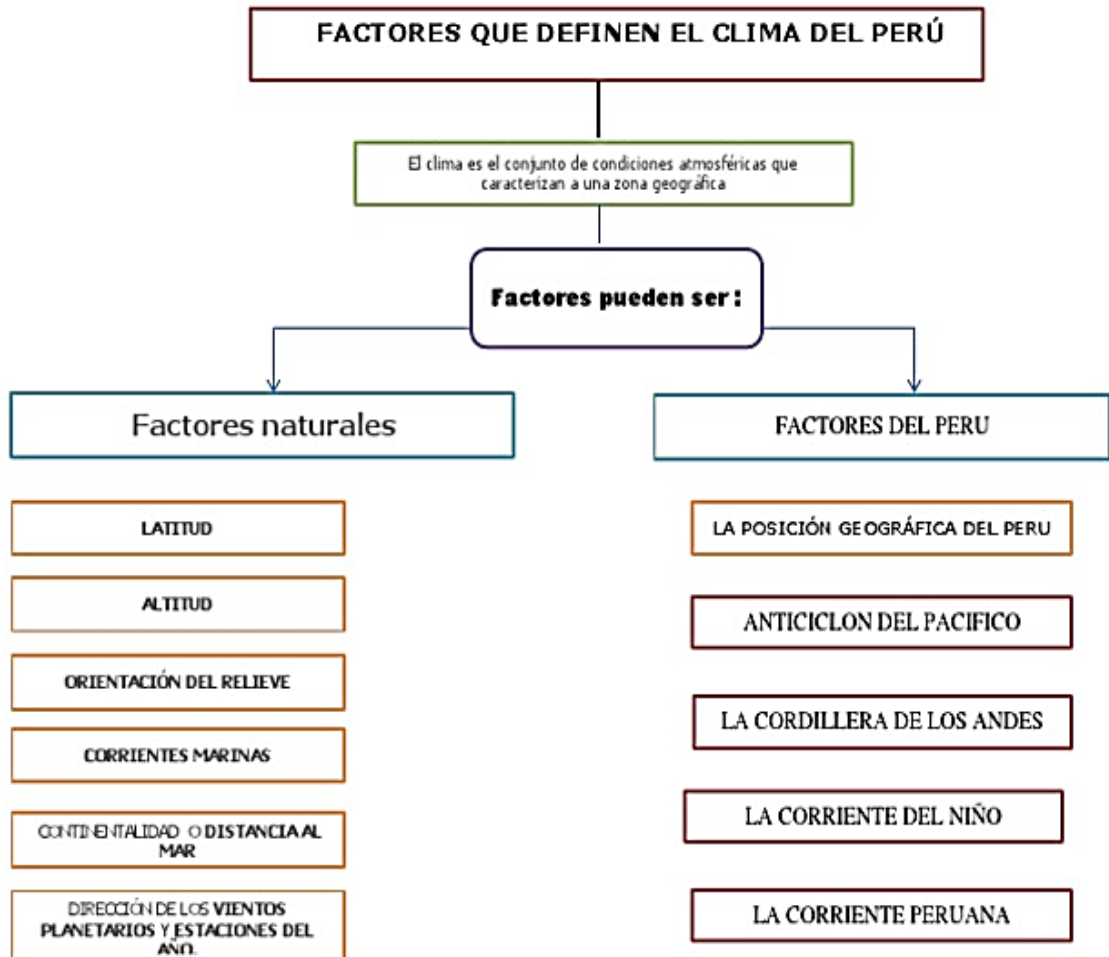 FACTORES QUE DEFINEN EL CLIMA DEL PERÚ
El clima es el conjunto de condiciones atmosféricas que
caracterizan a una zona geográfica
Factores pueden ser:
Factores naturales
LATITUD
ALTITUD
ORIENTACIÓN DEL RELIEVE
CORRIENTES MARINAS
CONTINENTALIDAD O DISTANCIA AL
MAR
DIRECCIÓN DE LOS VIENTOS
PLANETARIOS Y ESTACIONES DEL
AÑO.
FACTORES DEL PERU
LA POSICIÓN GEOGRÁFICA DEL PERU
ANTICICLON DEL PACIFICO
LA CORDILLERA DE LOS ANDES
LA CORRIENTE DEL NIÑO
LA CORRIENTE PERUANA